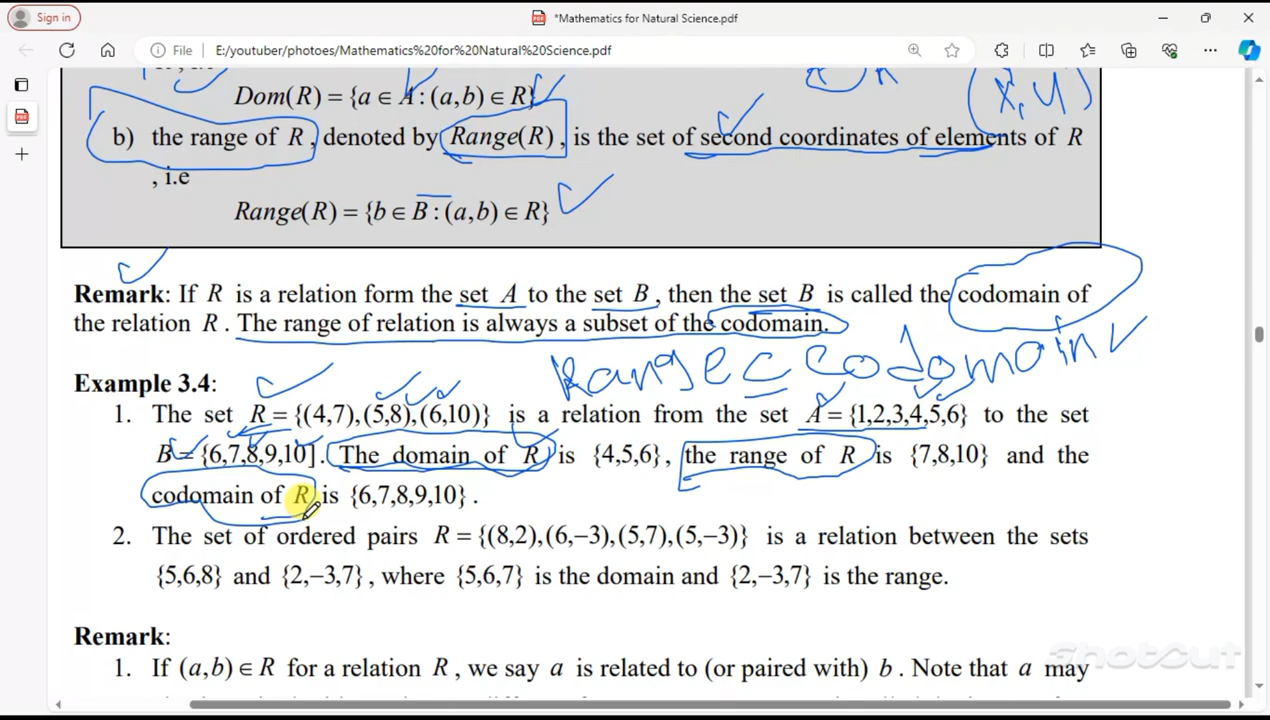 Sign in
*Mathematics for Natural Science.pdf
File E:/youtuber/photoes/Mathematics%20for%20Natural%20Science.pdf
Dom(R) = {a ∈ A : (a,b) ∈ R}
(x, y)
b) the range of R, denoted by Range(R), is the set of second coordinates of elements of R
, i.e
Range(R) = {b ∈ B : (a,b) ∈ R}
Remark: If R is a relation form the set A to the set B, then the set B is called the codomain of
the relation R. The range of relation is always a subset of the codomain.
Range ⊂ codomain
Example 3.4:
1. The set R = {(4,7),(5,8),(6,10)} is a relation from the set A = {1,2,3,4,5,6} to the set
B = {6,7,8,9,10]. The domain of R is {4,5,6}, the range of R is {7,8,10} and the
codomain of R is {6,7,8,9,10}.
2. The set of ordered pairs R = {(8,2),(6,−3),(5,7),(5,−3)} is a relation between the sets
{5,6,8} and {2,−3,7}, where {5,6,7} is the domain and {2,−3,7} is the range.
Remark:
1. If (a,b) ∈ R for a relation R, we say a is related to (or paired with) b. Note that a may
shotcut